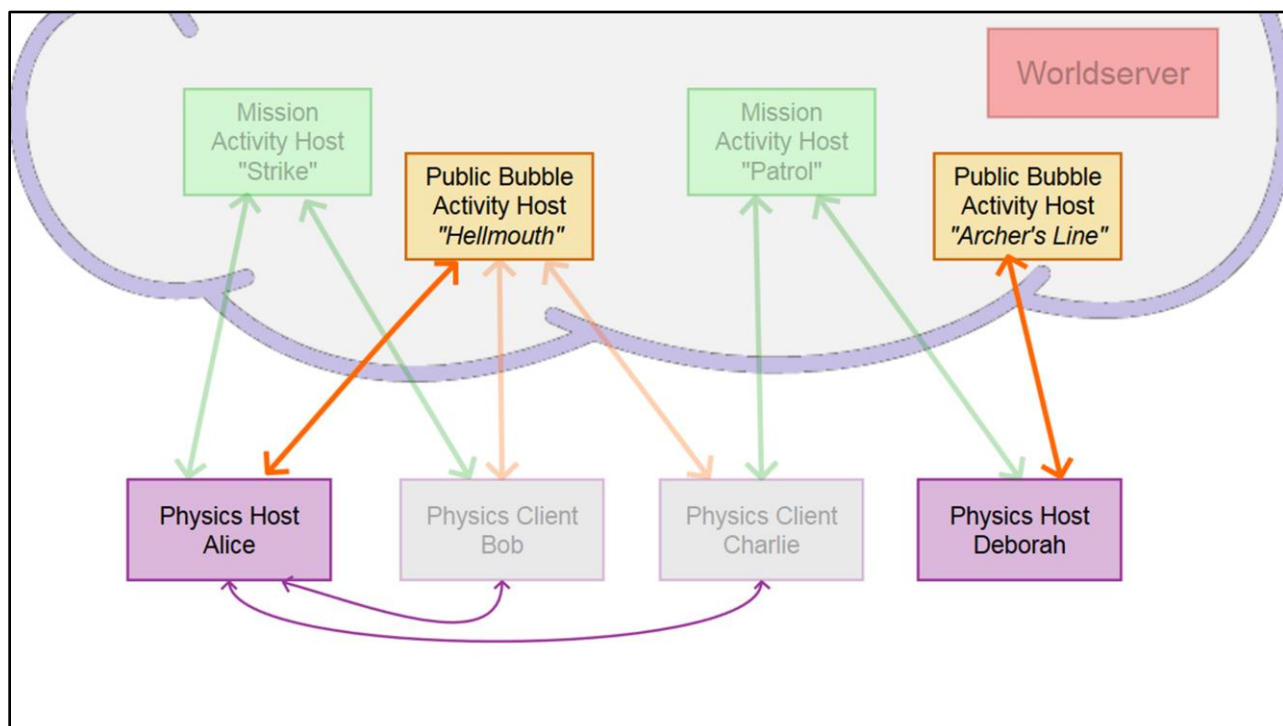 Worldserver
Mission
Activity Host
"Strike"
Mission
Activity Host
"Patrol"
Public Bubble
Activity Host
"Hellmouth"
Public Bubble
Activity Host
"Archer's Line"
Physics Host
Alice
Physics Client
Bob
Physics Client
Charlie
Physics Host
Deborah